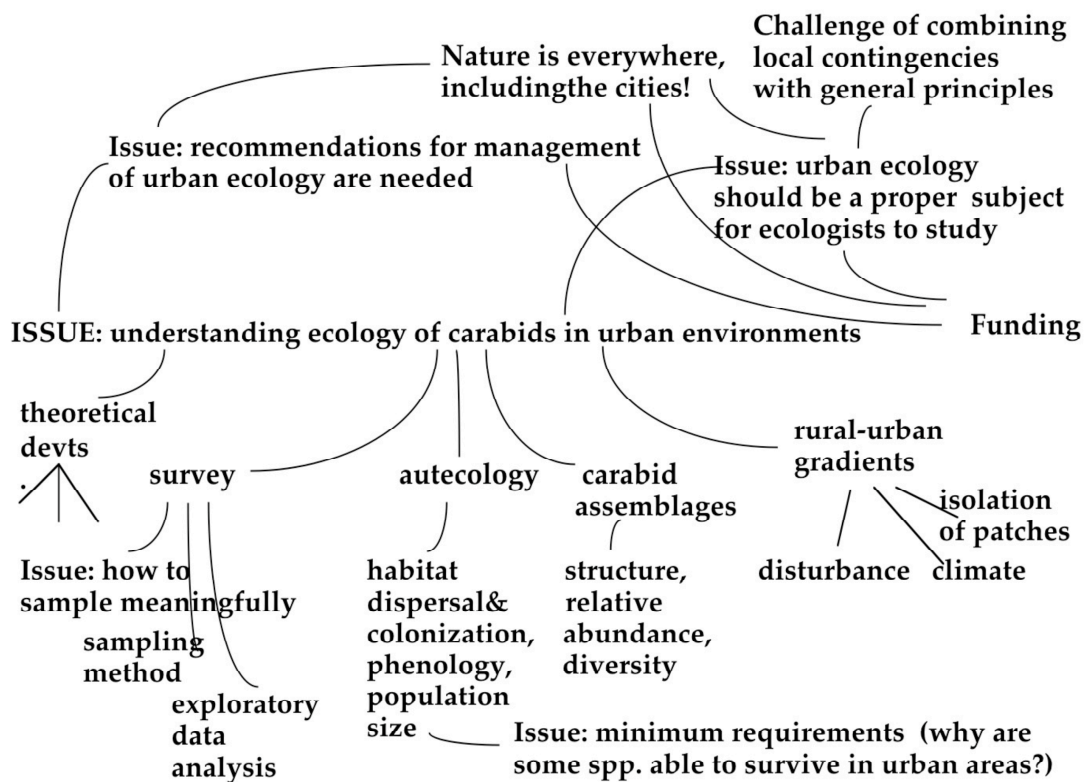 Challenge of combining
local contingencies
with general principles
Nature is everywhere,
includingthe cities!
Issue: recommendations for management
of urban ecology are needed
Issue: urban ecology
should be a proper subject
for ecologists to study
Funding
ISSUE: understanding ecology of carabids in urban environments
theoretical
devts
.
survey
autecology
carabid
assemblages
rural-urban
gradients
isolation
of patches
disturbance
climate
Issue: how to
sample meaningfully
sampling
method
exploratory
data
analysis
habitat
dispersal&
colonization,
phenology,
population
size
structure,
relative
abundance,
diversity
Issue: minimum requirements (why are
some spp. able to survive in urban areas?)